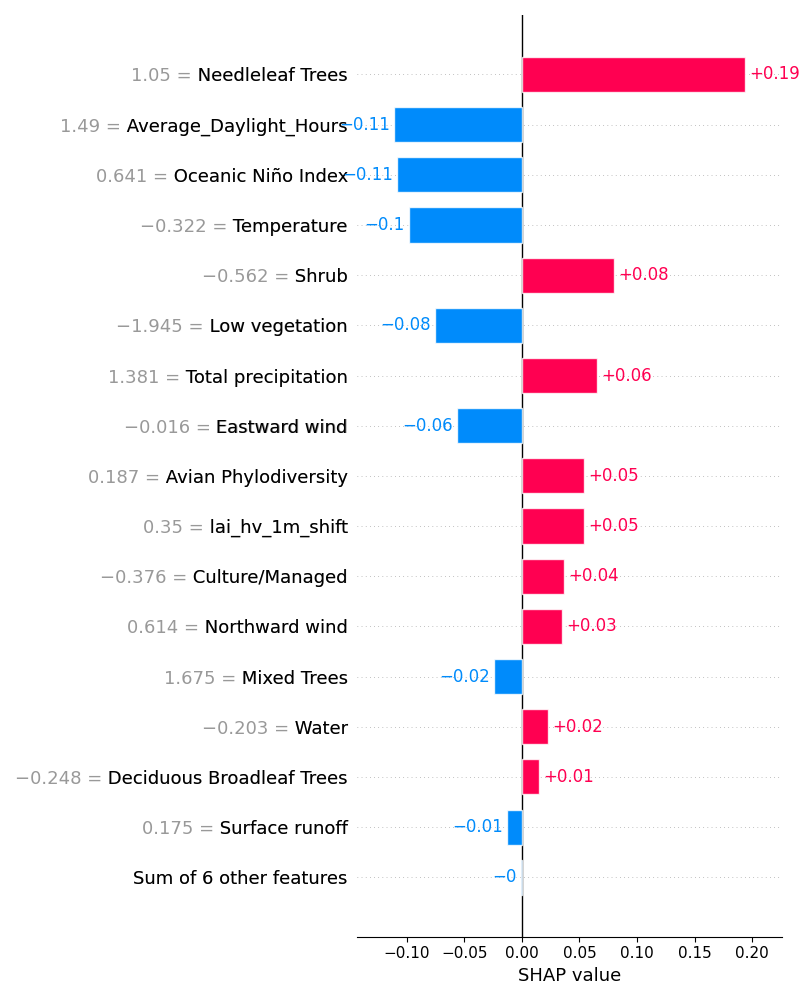 1.05 = Needleleaf Trees +0.19
1.49 = Average_Daylight_Hours −0.11
0.641 = Oceanic Niño Index −0.11
−0.322 = Temperature −0.1
−0.562 = Shrub +0.08
−1.945 = Low vegetation −0.08
1.381 = Total precipitation +0.06
−0.016 = Eastward wind −0.06
0.187 = Avian Phylodiversity +0.05
0.35 = lai_hv_1m_shift +0.05
−0.376 = Culture/Managed +0.04
0.614 = Northward wind +0.03
1.675 = Mixed Trees −0.02
−0.203 = Water +0.02
−0.248 = Deciduous Broadleaf Trees +0.01
0.175 = Surface runoff −0.01
Sum of 6 other features −0
−0.10 −0.05 0.00 0.05 0.10 0.15 0.20
SHAP value